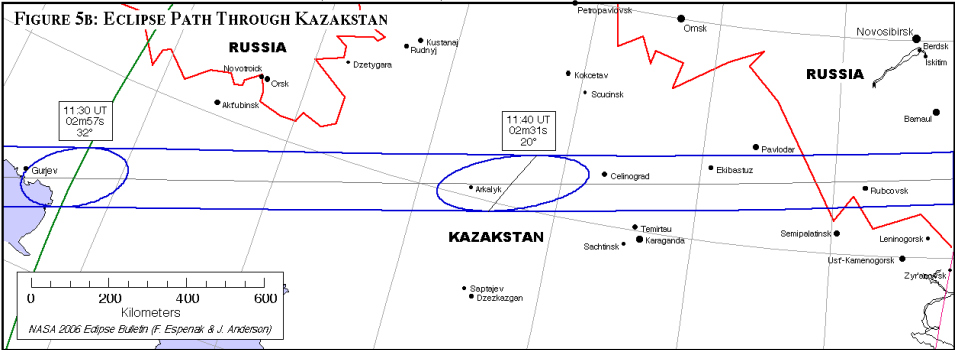 FIGURE 5B: ECLIPSE PATH THROUGH KAZAKSTAN
Petropavlovsk
Omsk
Novosibirsk
Berdsk
Iskitim
RUSSIA
Kustanaj
Rudnyj
Dzetygara
Novotroick
Orsk
Kokcetav
Scucinsk
RUSSIA
Akfubinsk
Barnaul
11:30 UT
02m57s
32°
11:40 UT
02m31s
20°
Pavlodar
Gurjev
Arkalyk
Celinograd
Ekibastuz
Rubcovsk
KAZAKSTAN
Temirtau
Sachtinsk
Karaganda
Semipalatinsk
Leninogorsk
Ust-Kamenogorsk
Zyr'anovsk
Saptajev
Dzezkazgan
0 200 400 600
Kilometers
NASA 2006 Eclipse Bulletin (F. Espenak & J. Anderson)